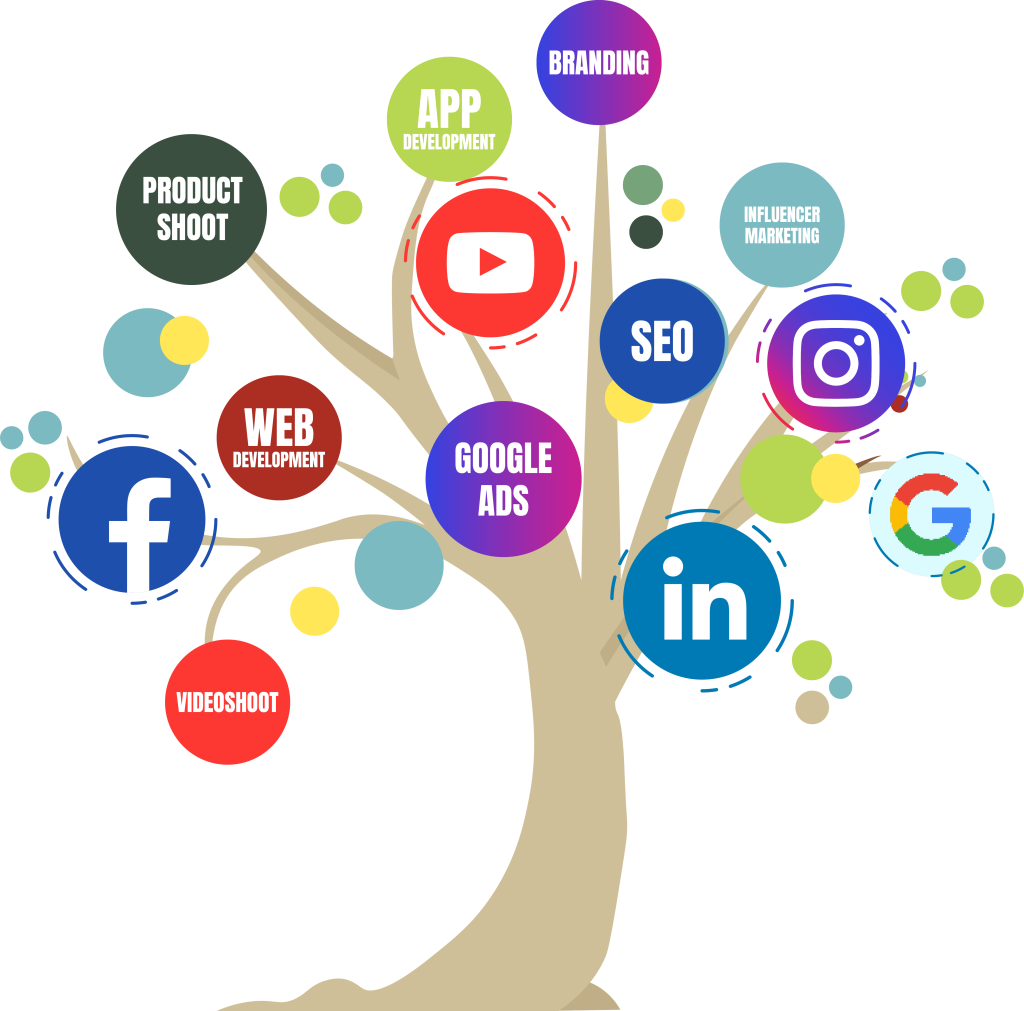 BRANDING
APP
DEVELOPMENT
PRODUCT
SHOOT
INFLUENCER
MARKETING
SEO
WEB
DEVELOPMENT
GOOGLE
ADS
in
VIDEOSHOOT